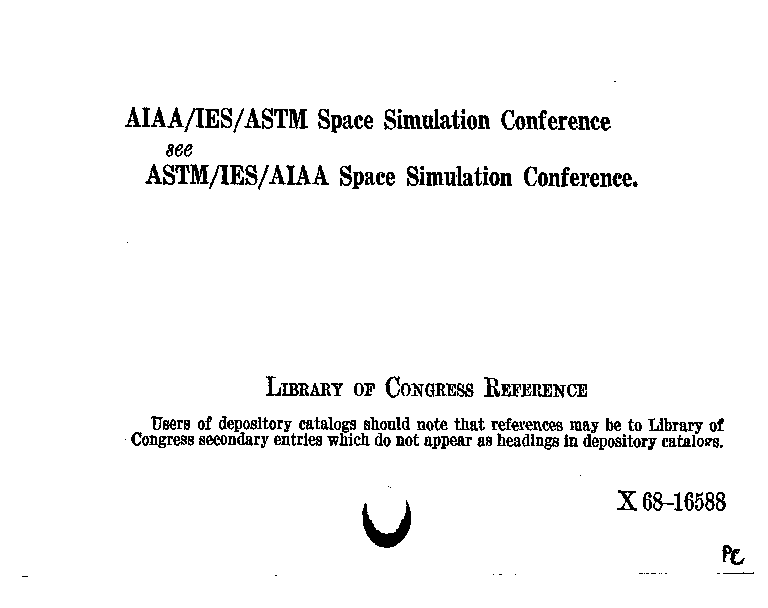 AIAA/IES/ASTM Space Simulation Conference
see
ASTM/IES/AIAA Space Simulation Conference.
LIBRARY OF CONGRESS REFERENCE
Users of depository catalogs should note that references may be to Library of
Congress secondary entries which do not appear as headings in depository catalogs.
X 68–16588
PC